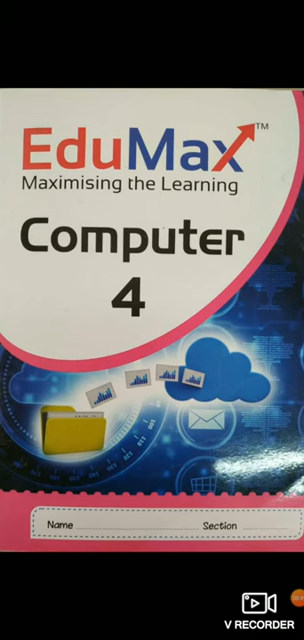 EduMax™
Maximising the Learning
Computer
4
Name
Section
V RECORDER